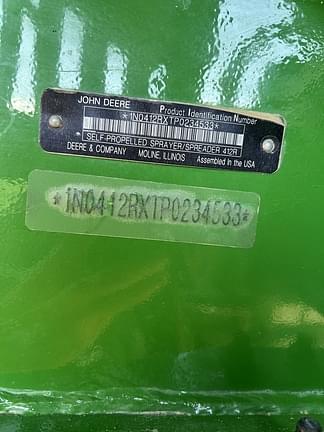 JOHN DEERE Product Identification Number
*1N0412RXTP0234533*
*SELF-PROPELLED SPRAYER/SPREADER 412R*
DEERE & COMPANY MOLINE, ILLINOIS Assembled in the USA
*1N0412RXTP0234533*